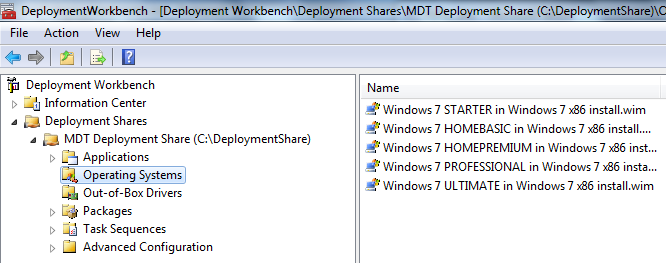 DeploymentWorkbench - [Deployment Workbench\Deployment Shares\MDT Deployment Share (C:\DeploymentShare)\O
File Action View Help
Deployment Workbench
Information Center
Deployment Shares
MDT Deployment Share (C:\DeploymentShare)
Applications
Operating Systems
Out-of-Box Drivers
Packages
Task Sequences
Advanced Configuration
Name
Windows 7 STARTER in Windows 7 x86 install.wim
Windows 7 HOMEBASIC in Windows 7 x86 install....
Windows 7 HOMEPREMIUM in Windows 7 x86 inst...
Windows 7 PROFESSIONAL in Windows 7 x86 insta...
Windows 7 ULTIMATE in Windows 7 x86 install.wim